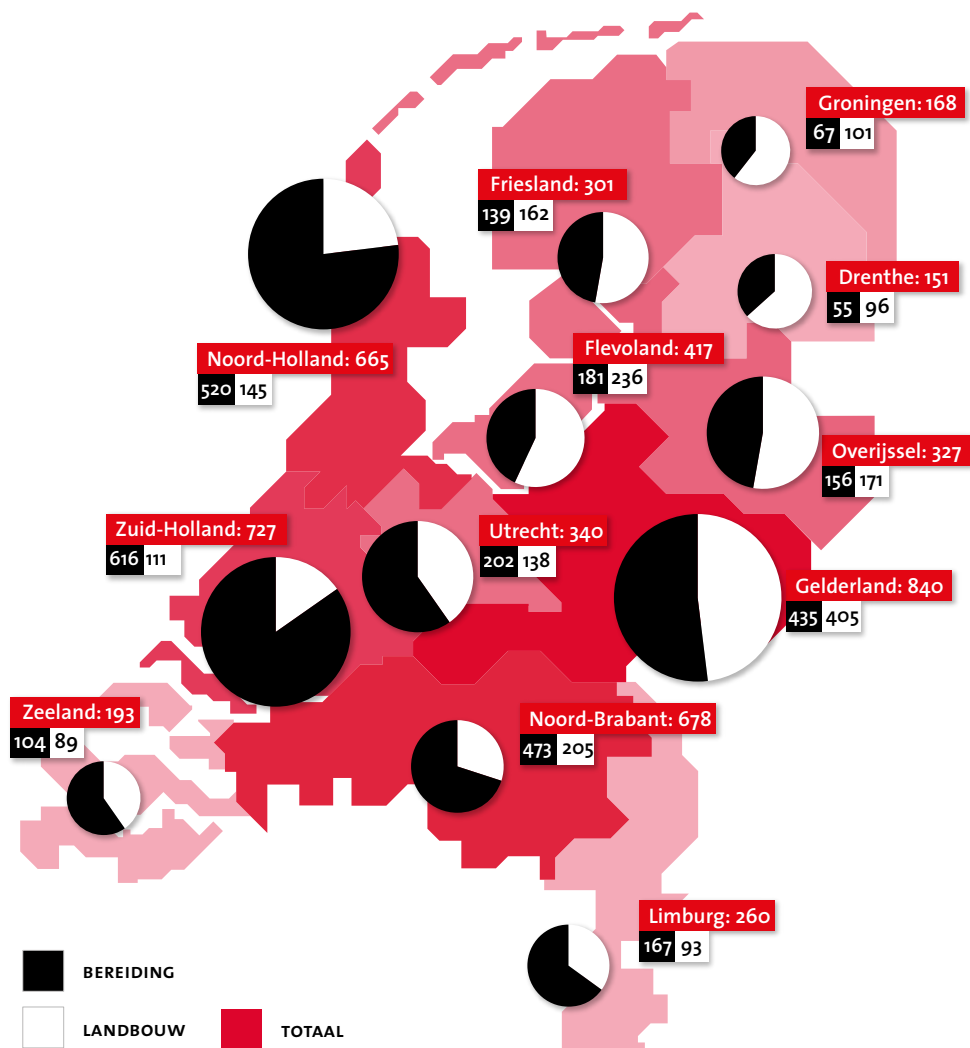 Groningen: 168
67 101
Friesland: 301
139 162
Drenthe: 151
55 96
Noord-Holland: 665
520 145
Flevoland: 417
181 236
Overijssel: 327
156 171
Zuid-Holland: 727
616 111
Utrecht: 340
202 138
Gelderland: 840
435 405
Zeeland: 193
104 89
Noord-Brabant: 678
473 205
Limburg: 260
167 93
BEREIDING
LANDBOUW
TOTAAL